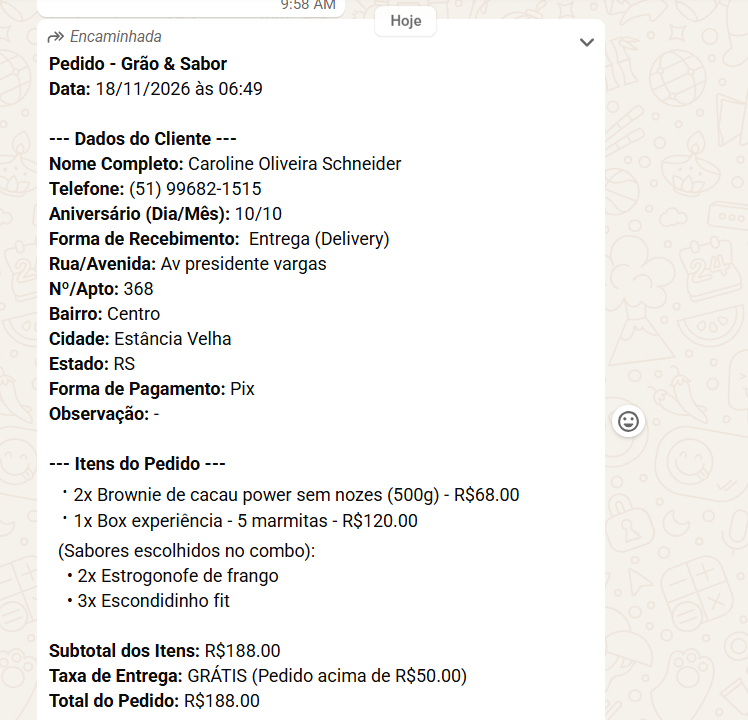 9:58 AM
Hoje
Encaminhada
Pedido - Grão & Sabor
Data: 18/11/2026 às 06:49
--- Dados do Cliente ---
Nome Completo: Caroline Oliveira Schneider
Telefone: (51) 99682-1515
Aniversário (Dia/Mês): 10/10
Forma de Recebimento:  Entrega (Delivery)
Rua/Avenida: Av presidente vargas
Nº/Apto: 368
Bairro: Centro
Cidade: Estância Velha
Estado: RS
Forma de Pagamento: Pix
Observação: -
--- Itens do Pedido ---
· 2x Brownie de cacau power sem nozes (500g) - R$68.00
· 1x Box experiência - 5 marmitas - R$120.00
(Sabores escolhidos no combo):
• 2x Estrogonofe de frango
• 3x Escondidinho fit
Subtotal dos Itens: R$188.00
Taxa de Entrega: GRÁTIS (Pedido acima de R$50.00)
Total do Pedido: R$188.00